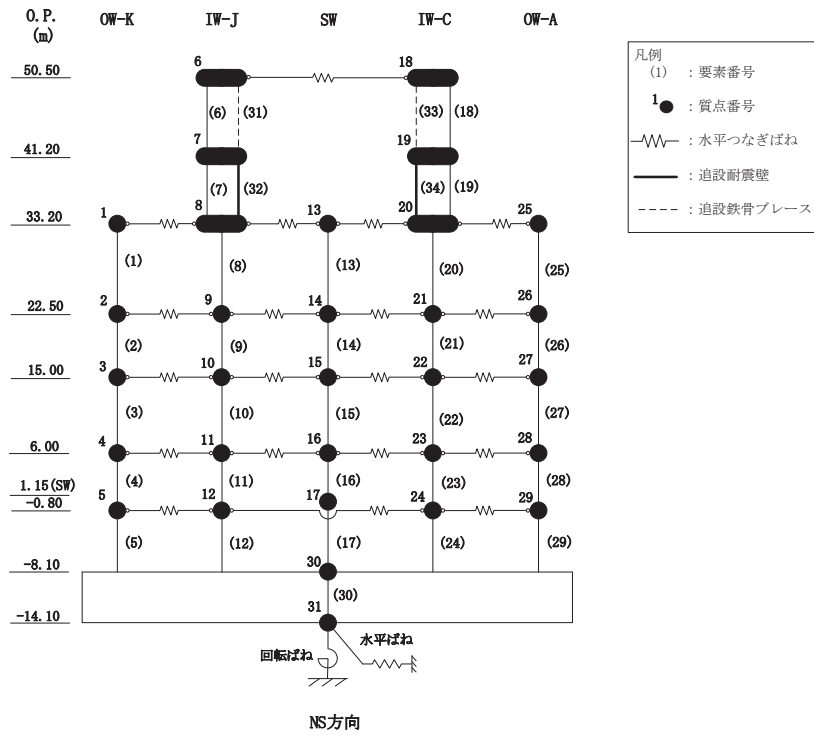 O.P.
(m)
OW-K IW-J SW IW-C OW-A
凡例
(1) : 要素番号
1 : 質点番号
: 水平つなぎばね
: 追設耐震壁
: 追設鉄骨ブレース
50.50 6 18
(6) (31) (33) (18)
41.20 7 19
(7) (32) (34) (19)
33.20 1 8 13 20 25
(1) (8) (13) (20) (25)
22.50 2 9 14 21 26
(2) (9) (14) (21) (26)
15.00 3 10 15 22 27
(3) (10) (15) (22) (27)
6.00 4 11 16 23 28
(4) (11) (16) (23) (28)
1.15(SW) 17
-0.80 5 12 24 29
(5) (12) (17) (24) (29)
-8.10 30
(30)
-14.10 31
水平ばね
回転ばね
NS方向